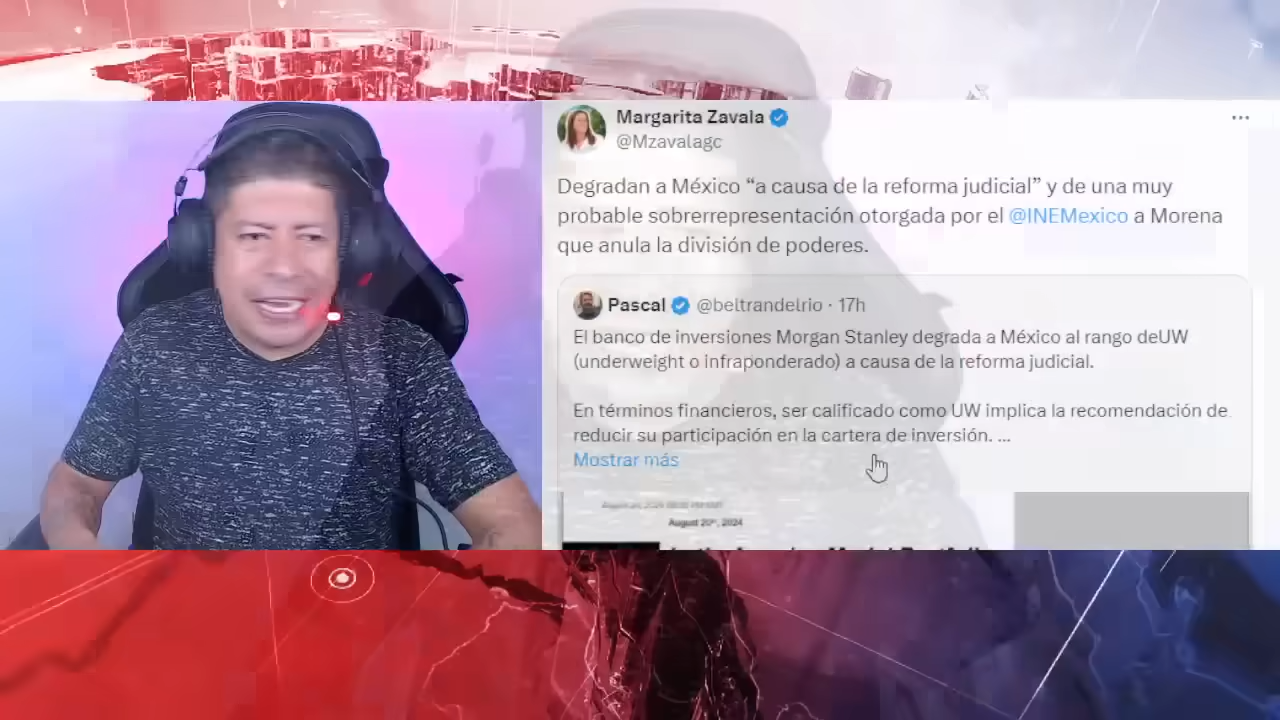 Margarita Zavala
@Mzavalagc
Degradan a México “a causa de la reforma judicial” y de una muy
probable sobrerrepresentación otorgada por el @INEMexico a Morena
que anula la división de poderes.
Pascal @beltrandelrio · 17h
El banco de inversiones Morgan Stanley degrada a México al rango deUW
(underweight o infraponderado) a causa de la reforma judicial.
En términos financieros, ser calificado como UW implica la recomendación de
reducir su participación en la cartera de inversión. ...
Mostrar más
August 20th, 2024